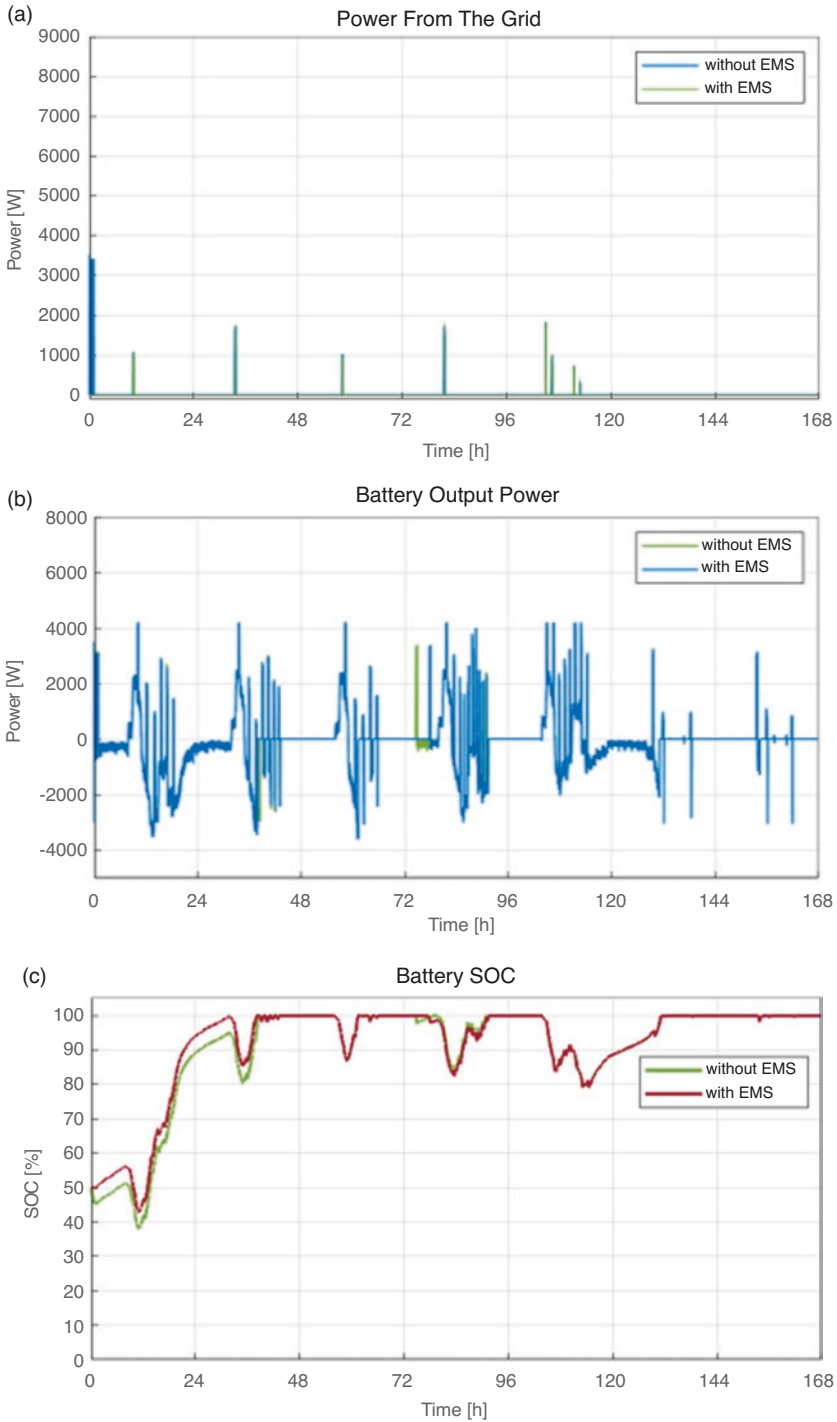 (a)
Power From The Grid
9000
8000
7000
6000
5000
4000
3000
2000
1000
0
Power [W]
without EMS
with EMS
0 24 48 72 96 120 144 168
Time [h]
(b)
Battery Output Power
8000
6000
4000
2000
0
-2000
-4000
Power [W]
without EMS
with EMS
0 24 48 72 96 120 144 168
Time [h]
(c)
Battery SOC
100
90
80
70
60
50
40
30
20
10
0
SOC [%]
without EMS
with EMS
0 24 48 72 96 120 144 168
Time [h]